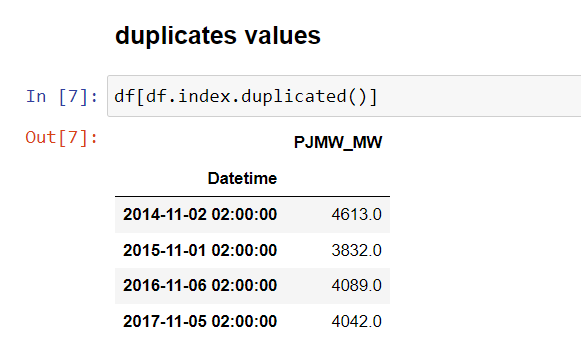 duplicates values
In [7]: df[df.index.duplicated()]
Out[7]:
PJMW_MW
Datetime
2014-11-02 02:00:00 4613.0
2015-11-01 02:00:00 3832.0
2016-11-06 02:00:00 4089.0
2017-11-05 02:00:00 4042.0